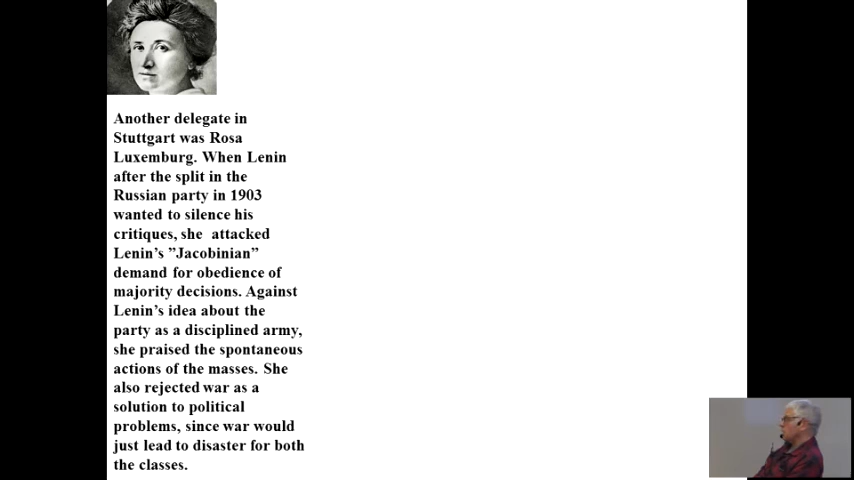 Another delegate in
Stuttgart was Rosa
Luxemburg. When Lenin
after the split in the
Russian party in 1903
wanted to silence his
critiques, she attacked
Lenin’s ”Jacobinian”
demand for obedience of
majority decisions. Against
Lenin’s idea about the
party as a disciplined army,
she praised the spontaneous
actions of the masses. She
also rejected war as a
solution to political
problems, since war would
just lead to disaster for both
the classes.